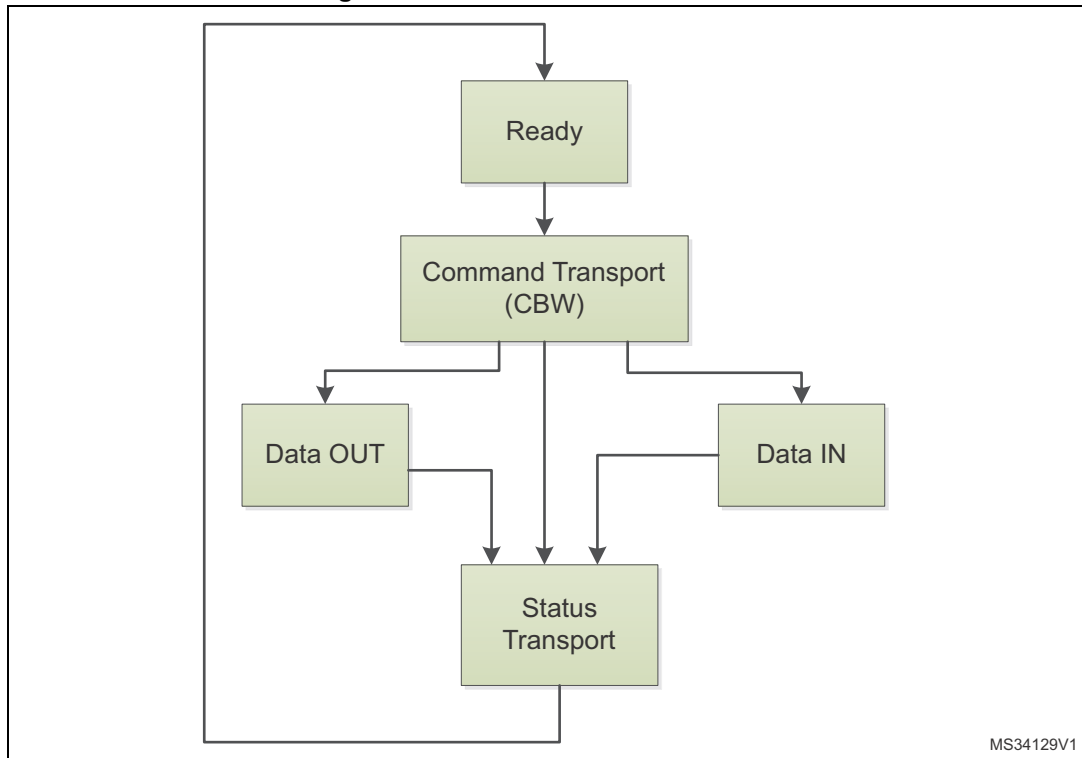 Ready
Command Transport
(CBW)
Data OUT
Data IN
Status
Transport
MS34129V1